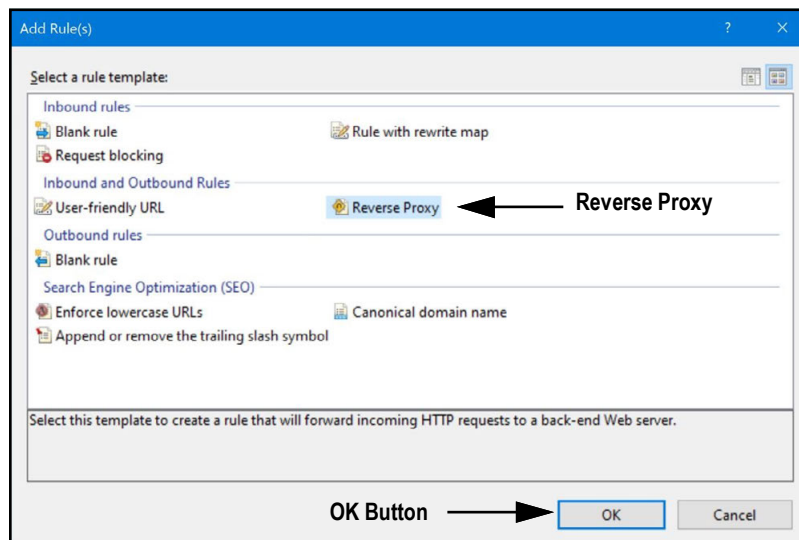 Add Rule(s)
Select a rule template:
Inbound rules
Blank rule
Rule with rewrite map
Request blocking
Inbound and Outbound Rules
User-friendly URL
Reverse Proxy
Reverse Proxy
Outbound rules
Blank rule
Search Engine Optimization (SEO)
Enforce lowercase URLs
Canonical domain name
Append or remove the trailing slash symbol
Select this template to create a rule that will forward incoming HTTP requests to a back-end Web server.
OK Button
OK
Cancel